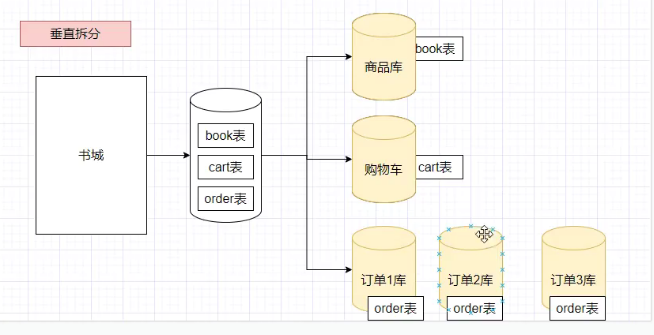 垂直拆分
书城
book表
cart表
order表
商品库
book表
购物车
cart表
订单1库
order表
订单2库
order表
订单3库
order表